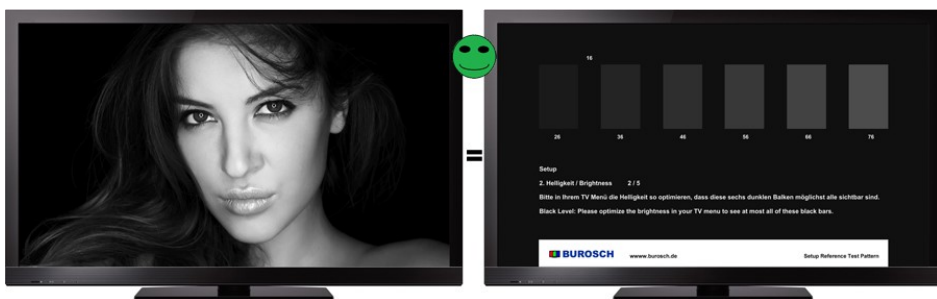 =
16
26 36 46 56 66 76
Setup
2. Helligkeit / Brightness 2 / 5
Bitte in Ihrem TV Menü die Helligkeit so optimieren, dass diese sechs dunklen Balken möglichst alle sichtbar sind.
Black Level: Please optimize the brightness in your TV menu to see at most all of these black bars.
BUROSCH wwww.burosch.de Setup Reference Test Pattern